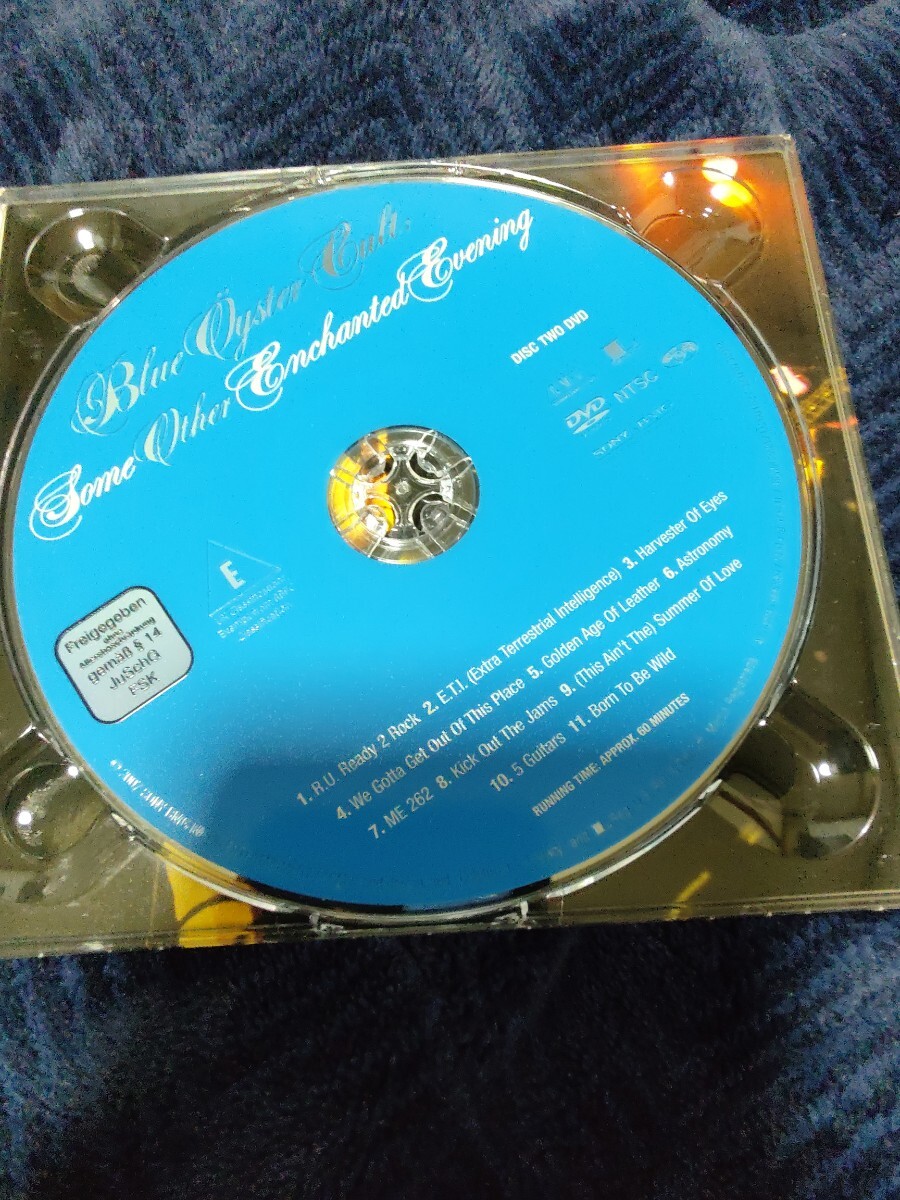 Blue Öyster Cult.
Some Other Enchanted Evening
DISC TWO DVD
DVD NTSC
SONY
E
Freigegeben
ohne
Altersbeschränkung
gemäß § 14
JuSchG
FSK
1. R.U. Ready 2 Rock 2. E.T.I. (Extra Terrestrial Intelligence) 3. Harvester Of Eyes
4. We Gotta Get Out Of This Place 5. Golden Age Of Leather 6. Astronomy
7. ME 262 8. Kick Out The Jams 9. (This Ain't The) Summer Of Love
10. 5 Guitars 11. Born To Be Wild
RUNNING TIME: APPROX. 60 MINUTES